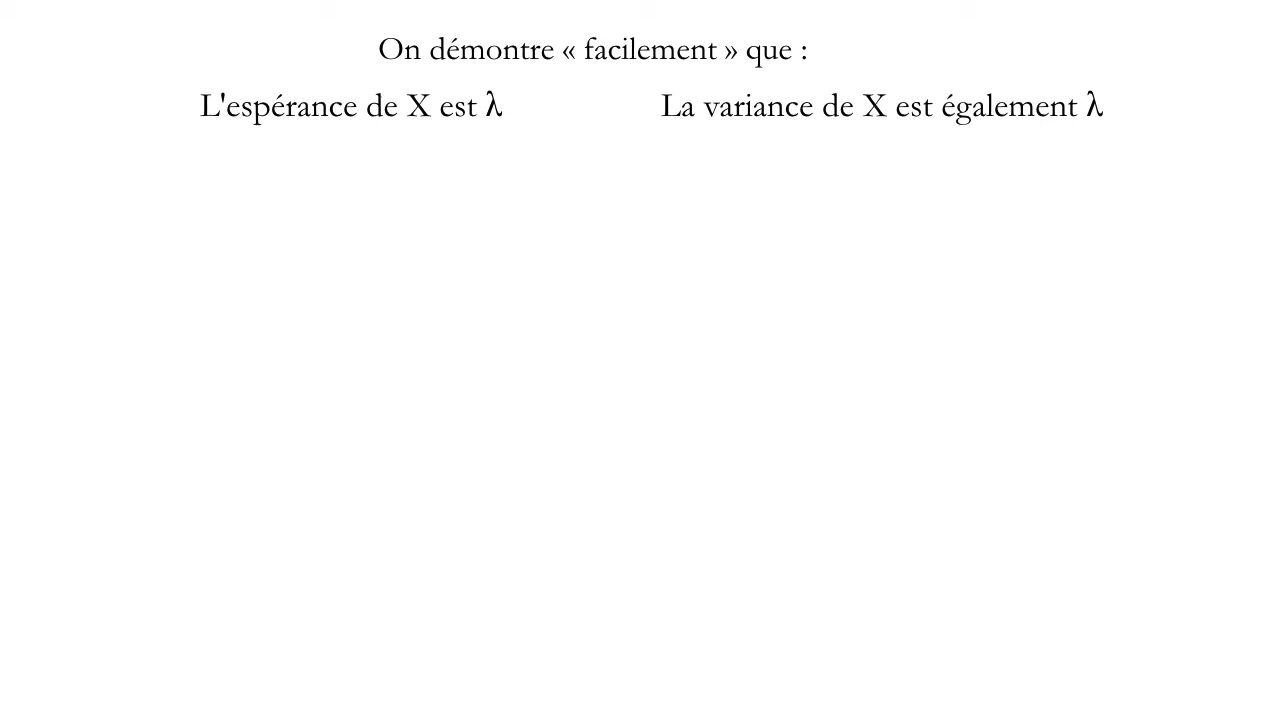 On démontre « facilement » que :
L'espérance de X est λ La variance de X est également λ